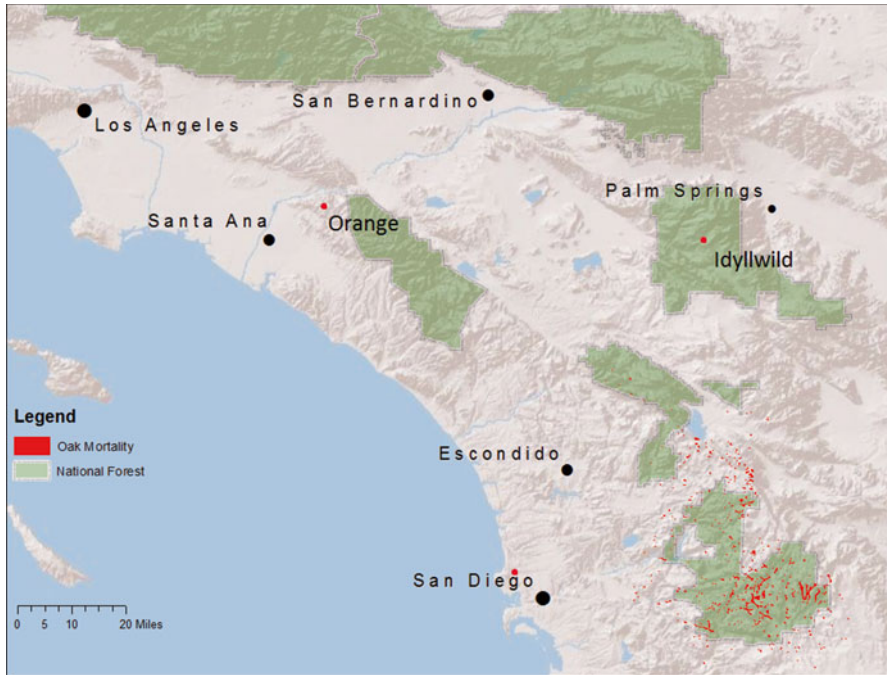 San Bernardino
Los Angeles
Palm Springs
Santa Ana
Orange
Idyllwild
Legend
Oak Mortality
National Forest
Escondido
San Diego
0 5 10 20 Miles